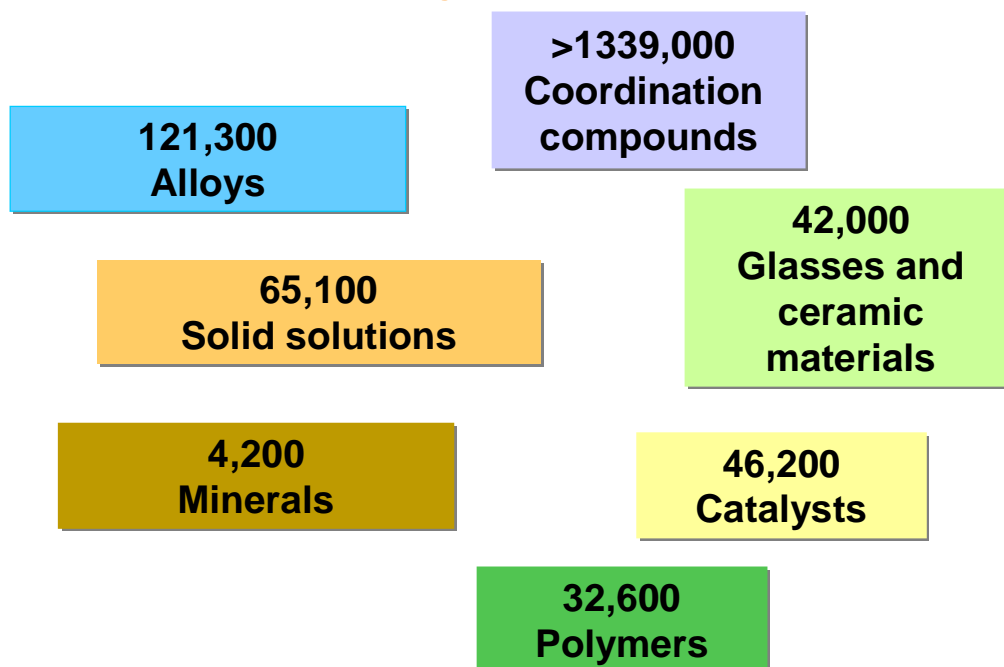 >1339,000
Coordination
compounds
121,300
Alloys
42,000
Glasses and
ceramic
materials
65,100
Solid solutions
4,200
Minerals
46,200
Catalysts
32,600
Polymers